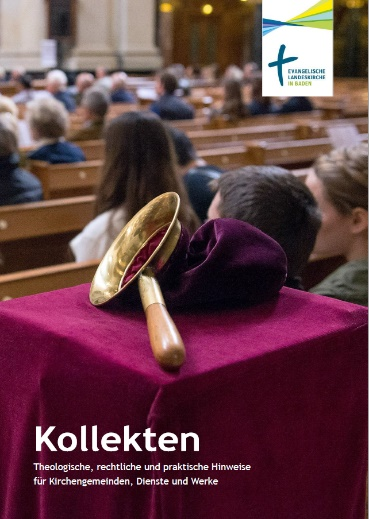 EVANGELISCHE
LANDESKIRCHE
IN BADEN
Kollekten
Theologische, rechtliche und praktische Hinweise
für Kirchengemeinden, Dienste und Werke